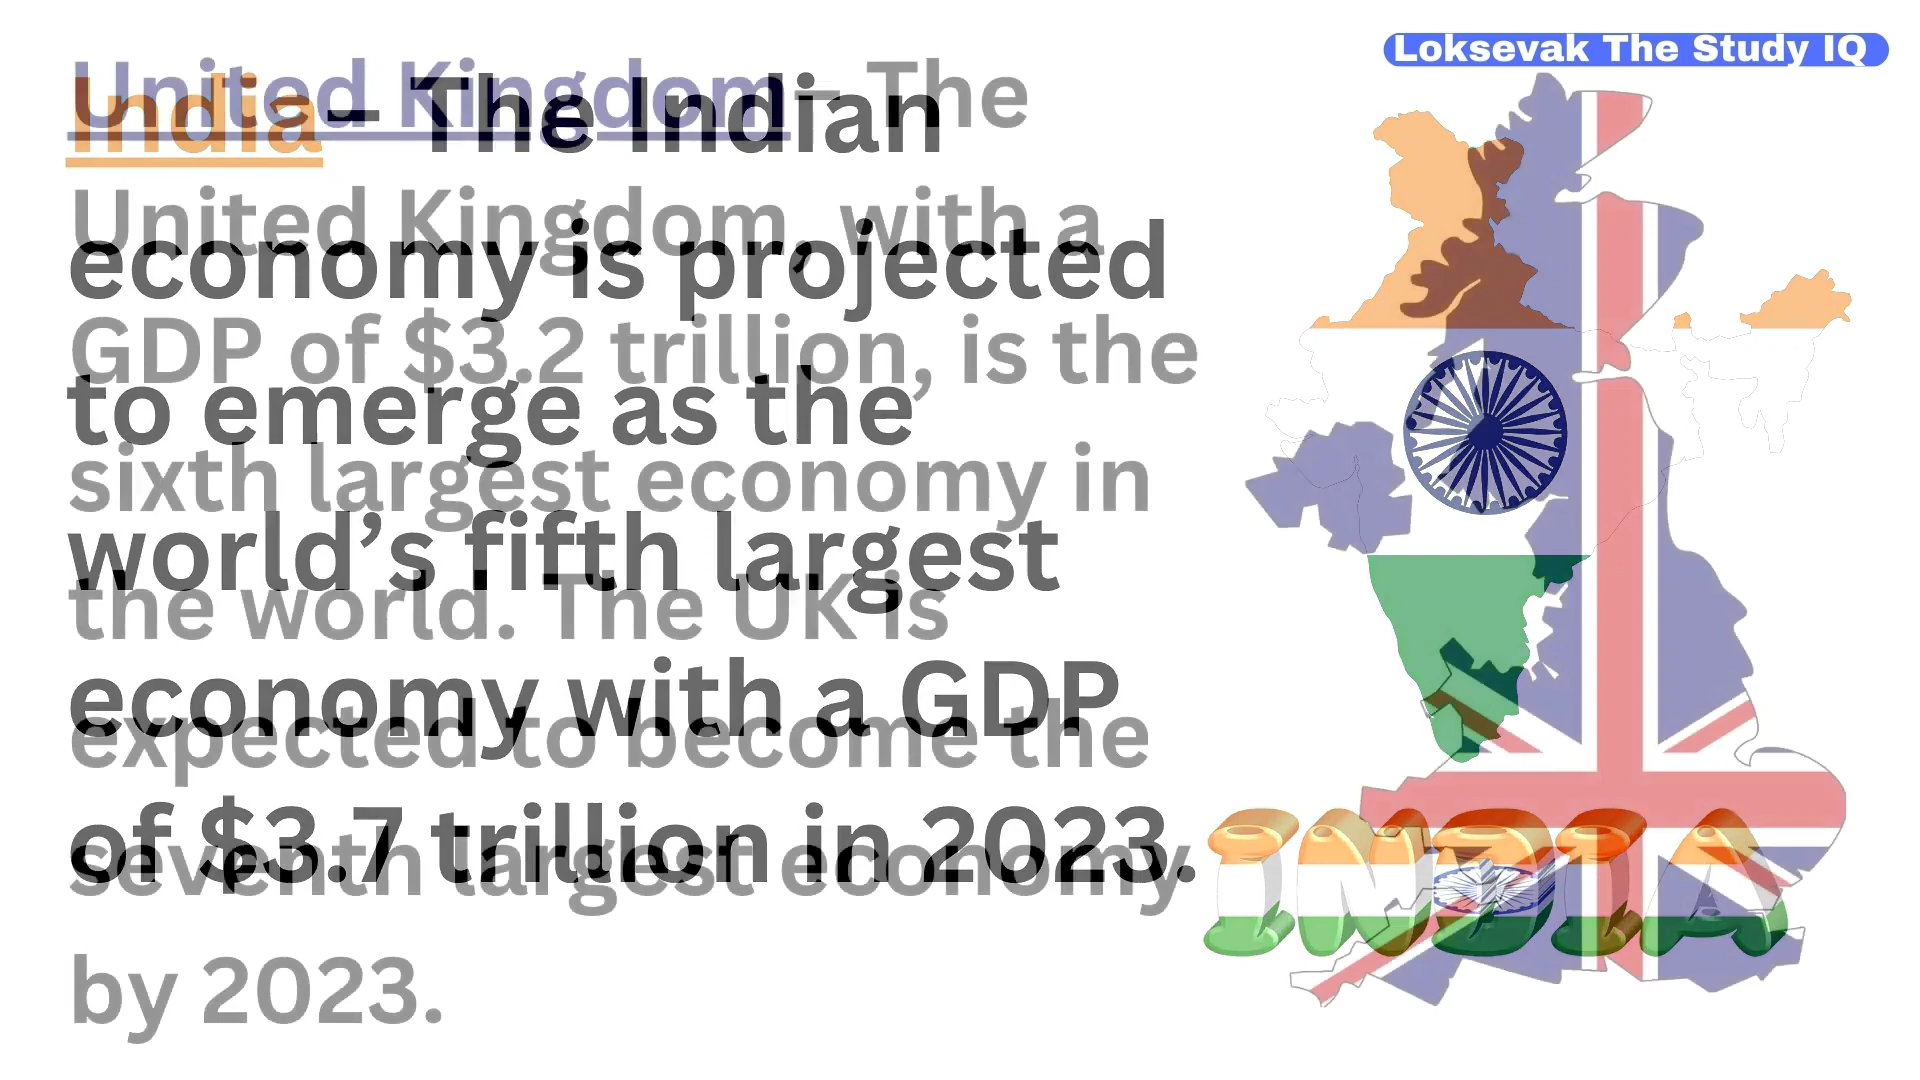 Loksevak The Study IQ
India – The Indian
economy is projected
to emerge as the
world’s fifth largest
economy with a GDP
of $3.7 trillion in 2023.
United Kingdom – The
United Kingdom, with a
GDP of $3.2 trillion, is the
sixth largest economy in
the world. The UK is
expected to become the
seventh largest economy
by 2023.
INDIA